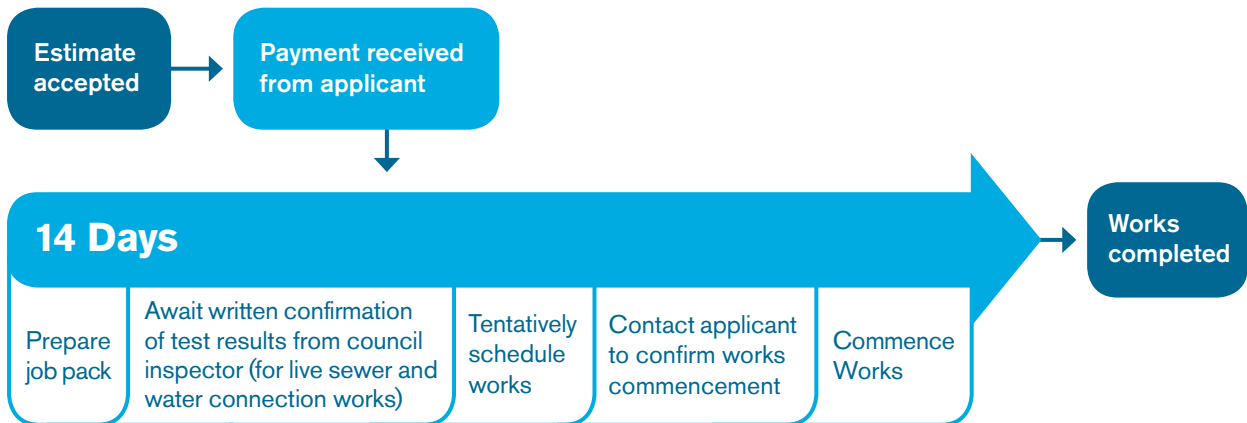 Estimate
accepted
Payment received
from applicant
14 Days
Works
completed
Prepare
job pack
Await written confirmation
of test results from council
inspector (for live sewer and
water connection works)
Tentatively
schedule
works
Contact applicant
to confirm works
commencement
Commence
Works